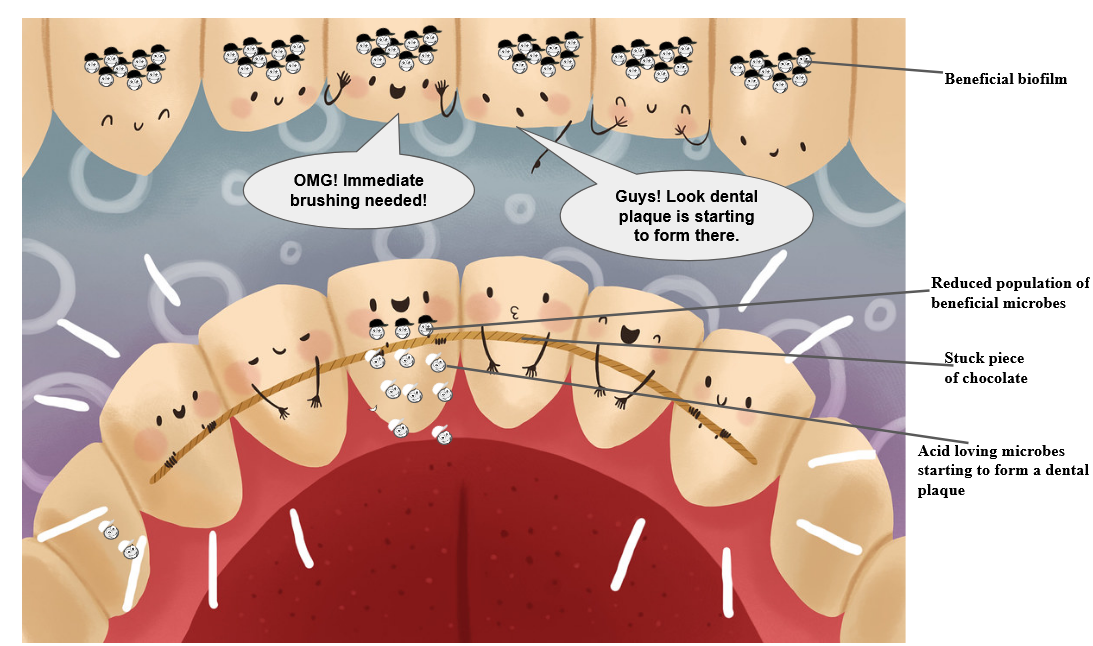 Beneficial biofilm
OMG! Immediate
brushing needed!
Guys! Look dental
plaque is starting
to form there.
Reduced population of
beneficial microbes
Stuck piece
of chocolate
Acid loving microbes
starting to form a dental
plaque